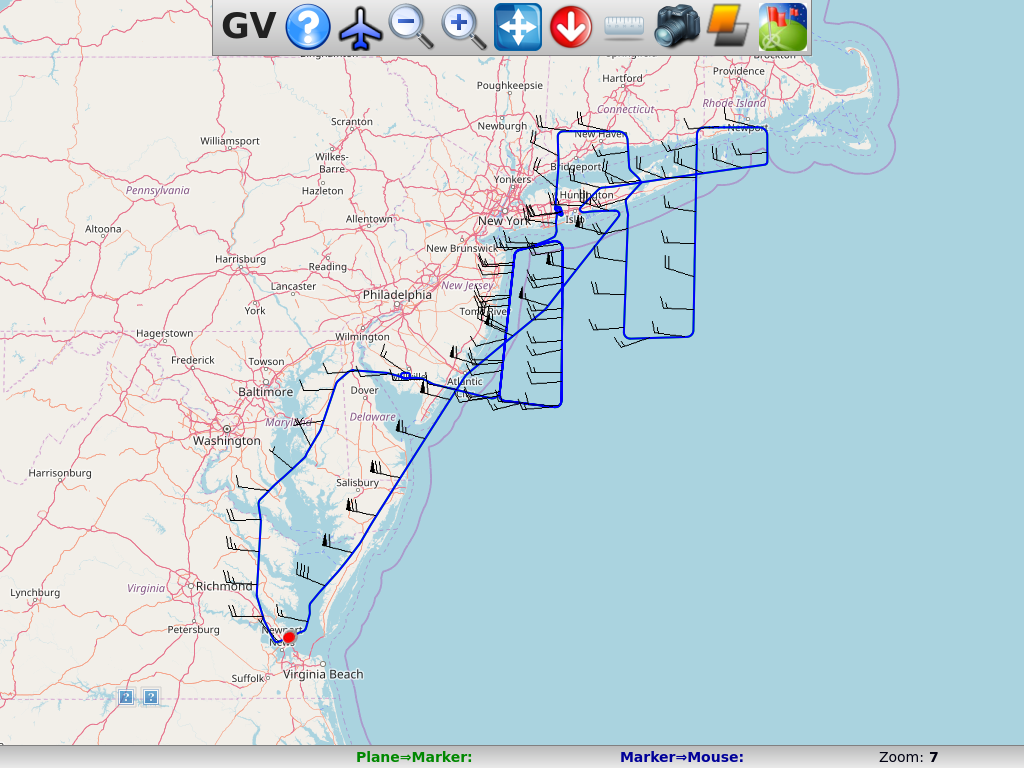 GV
Hartford
Providence
Poughkeepsie
Connecticut
Rhode Island
Scranton
Newburgh
New Haven
Newport
Williamsport
Wilkes-
Barre
Bridgeport
Yonkers
Pennsylvania
Hazleton
Huntington
Allentown
New York
Islip
Altoona
New Brunswick
Harrisburg
Reading
Lancaster
New Jersey
Philadelphia
York
Toms River
Hagerstown
Wilmington
Frederick
Towson
Baltimore
Dover
Atlantic
Maryland
Delaware
Washington
Harrisonburg
Salisbury
Virginia
Richmond
Lynchburg
Petersburg
Newport
News
Suffolk
Virginia Beach
Plane⇒Marker:
Marker⇒Mouse:
Zoom: 7